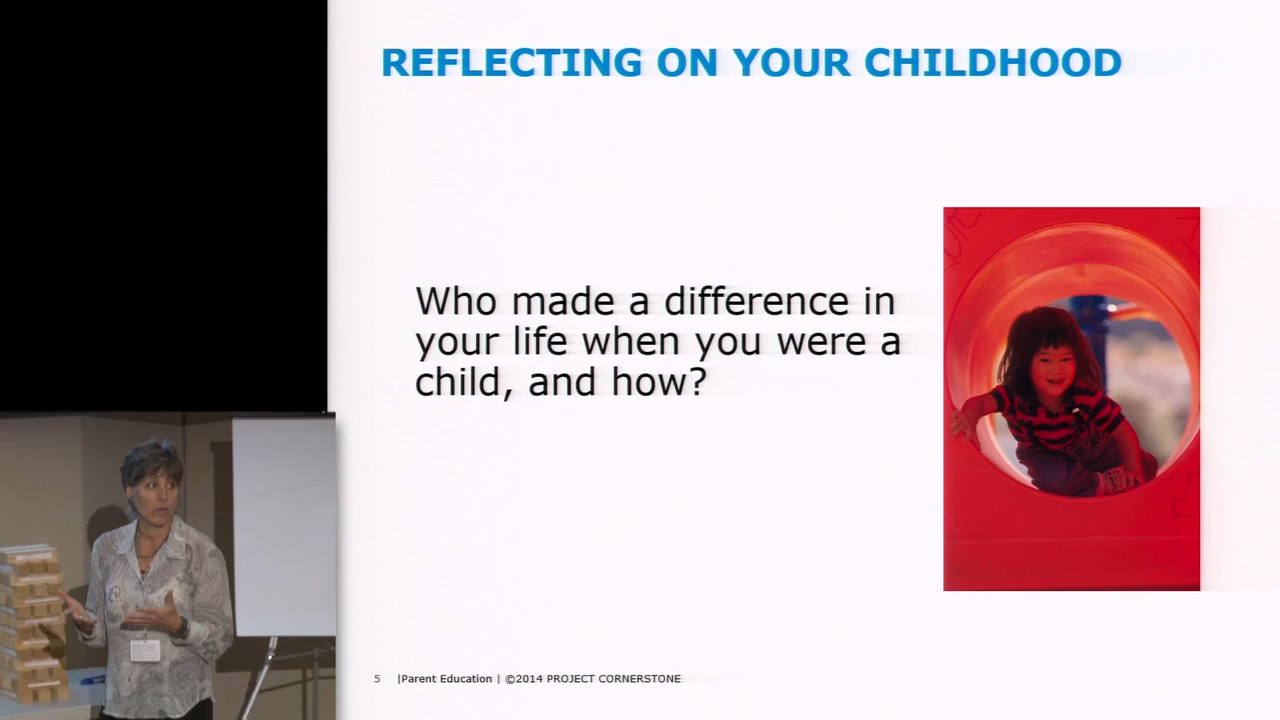 REFLECTING ON YOUR CHILDHOOD
Who made a difference in
your life when you were a
child, and how?
5 |Parent Education | ©2014 PROJECT CORNERSTONE